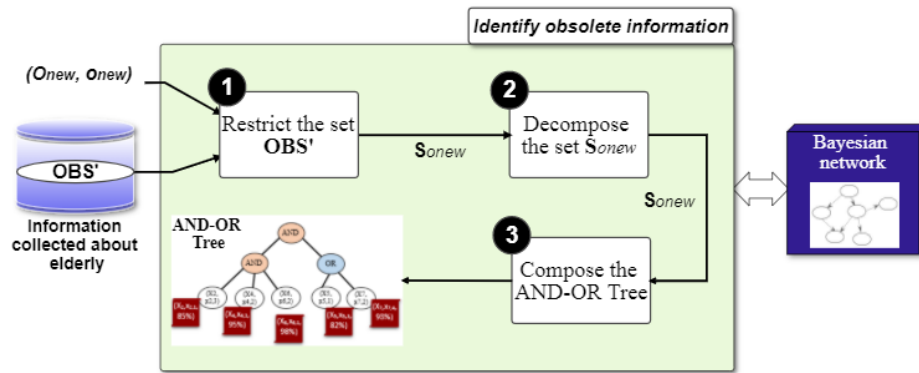 Identify obsolete information
(Onew, onew)
1
Restrict the set
OBS'
Sonew
2
Decompose
the set Sonew
Sonew
OBS'
Information
collected about
elderly
Bayesian
network
3
Compose the
AND-OR Tree
AND-OR
Tree
AND
AND
OR
85%)
95%)
98%)
82%)
93%)